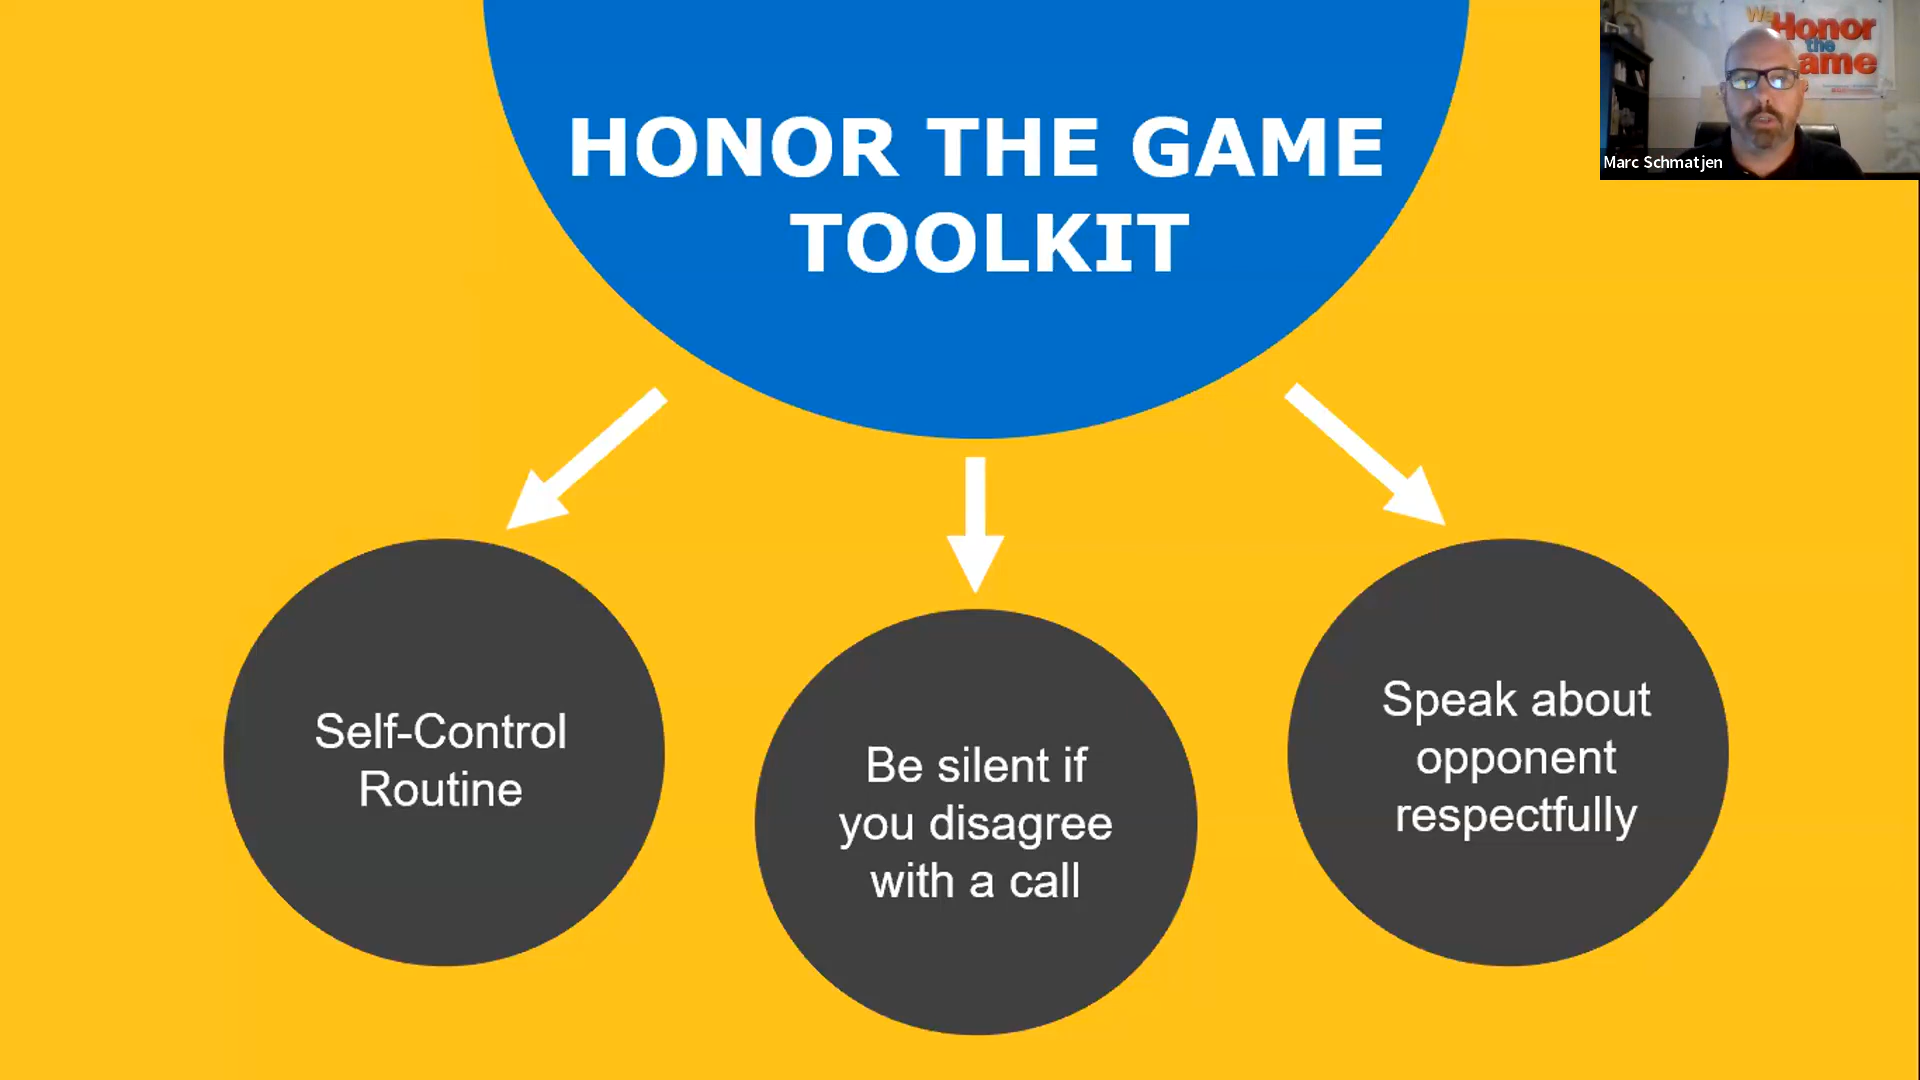 HONOR THE GAME
TOOLKIT
We
Honor
the
ame
Marc Schmatjen
Self-Control
Routine
Be silent if
you disagree
with a call
Speak about
opponent
respectfully